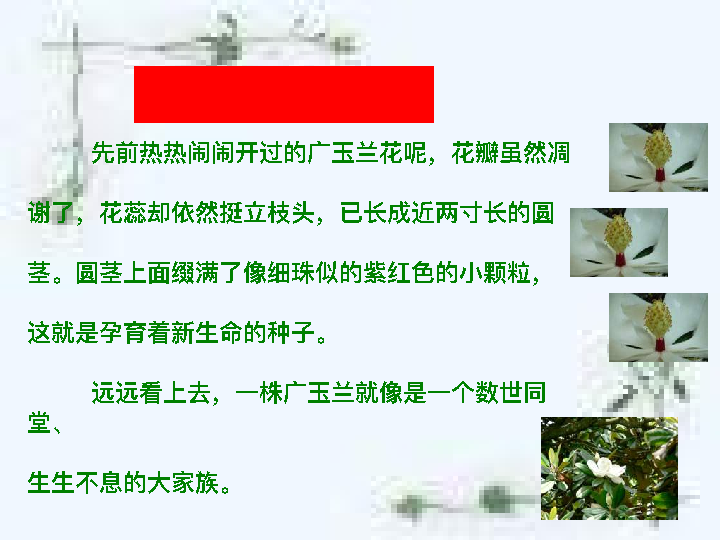 先前热热闹闹开过的广玉兰花呢，花瓣虽然凋
谢了，花蕊却依然挺立枝头，已长成近两寸长的圆
茎。圆茎上面缀满了像细珠似的紫红色的小颗粒，
这就是孕育着新生命的种子。
远远看上去，一株广玉兰就像是一个数世同
堂、
生生不息的大家族。